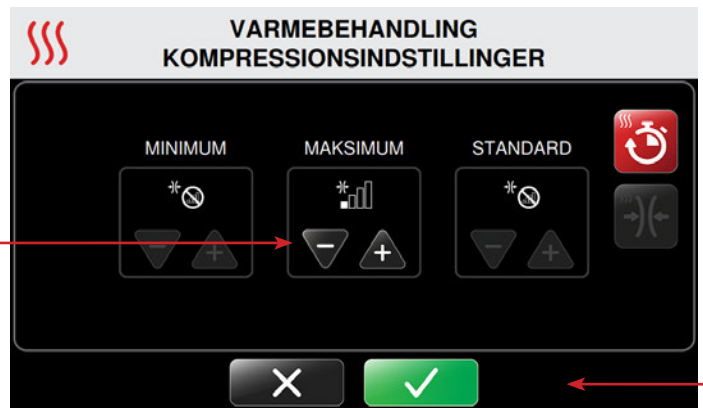 VARMEBEHANDLING
KOMPRESSIONSINDSTILLINGER
MINIMUM
MAKSIMUM
STANDARD